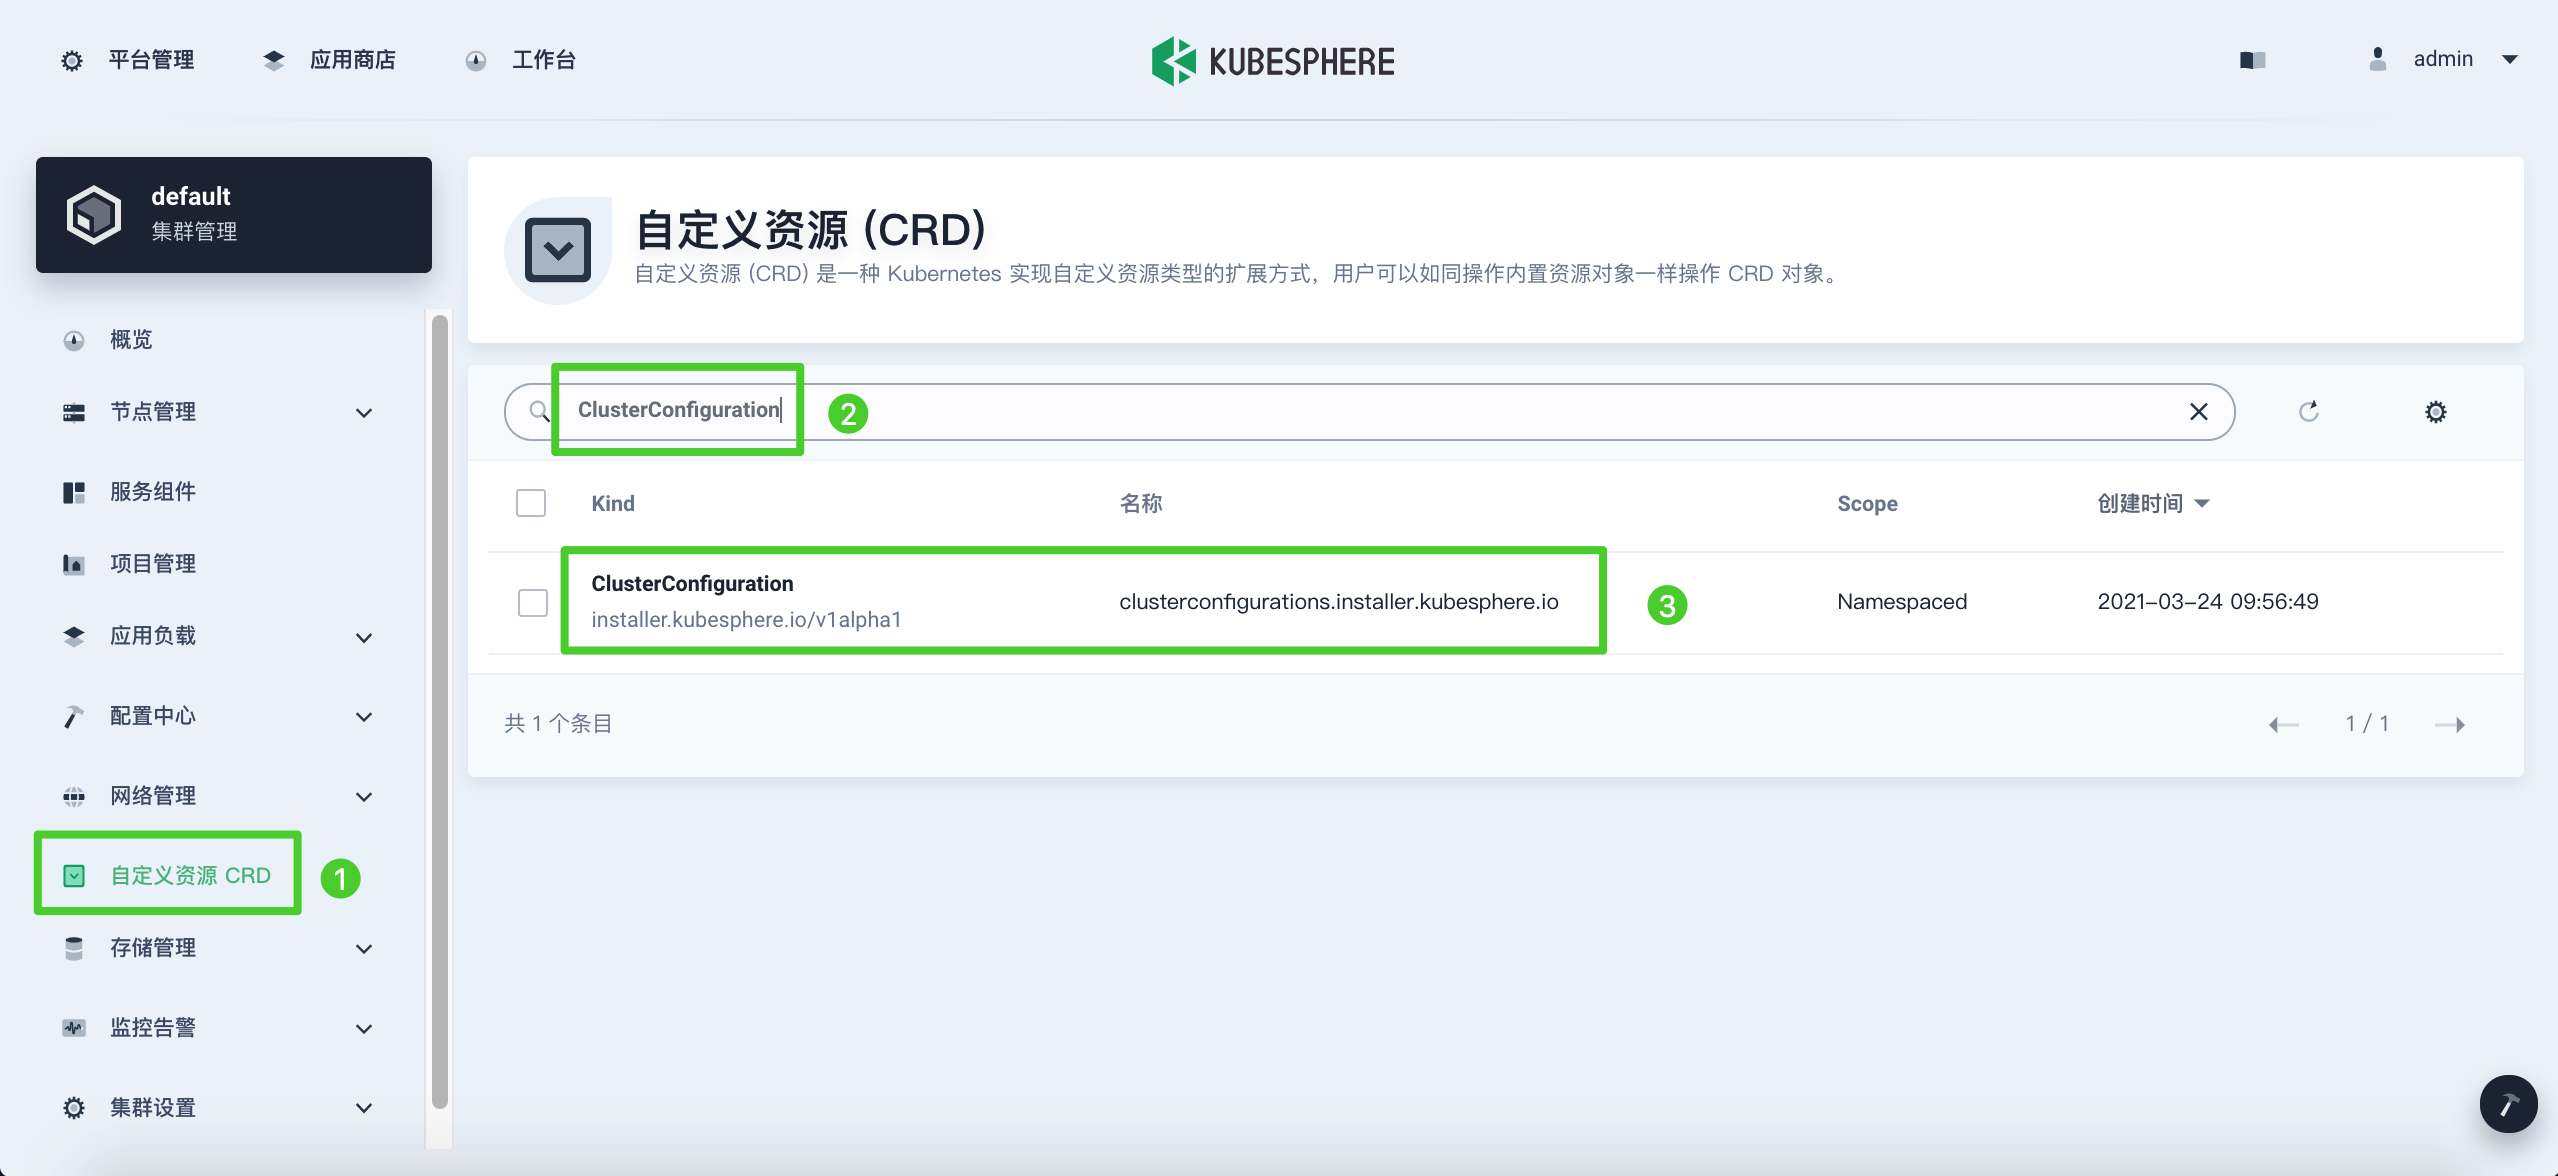 平台管理
应用商店
工作台
KUBESPHERE
admin
default
集群管理
概览
节点管理
服务组件
项目管理
应用负载
配置中心
网络管理
自定义资源 CRD
1
存储管理
监控告警
集群设置
自定义资源 (CRD)
自定义资源 (CRD) 是一种 Kubernetes 实现自定义资源类型的扩展方式，用户可以如同操作内置资源对象一样操作 CRD 对象。
ClusterConfiguration
2
Kind 名称 Scope 创建时间
ClusterConfiguration
installer.kubesphere.io/v1alpha1
clusterconfigurations.installer.kubesphere.io
3
Namespaced
2021-03-24 09:56:49
共 1 个条目
1 / 1